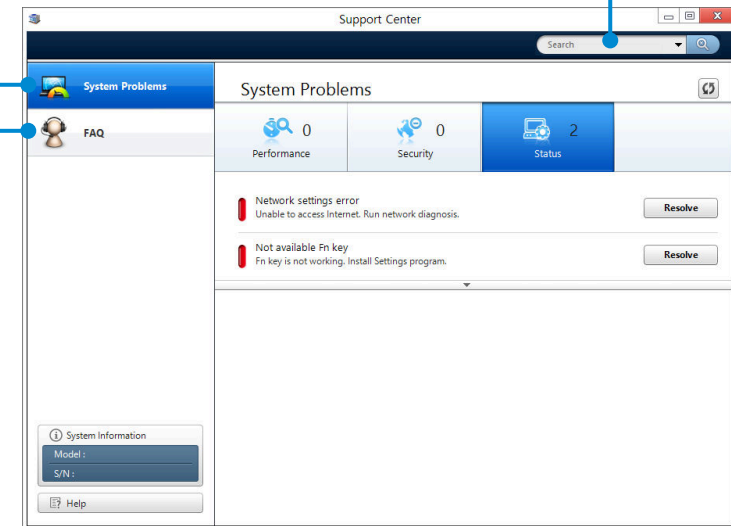 Support Center
Search
System Problems
FAQ
System Problems
0
Performance
0
Security
2
Status
Network settings error
Unable to access Internet. Run network diagnosis.
Resolve
Not available Fn key
Fn key is not working. Install Settings program.
Resolve
System Information
Model :
S/N :
Help